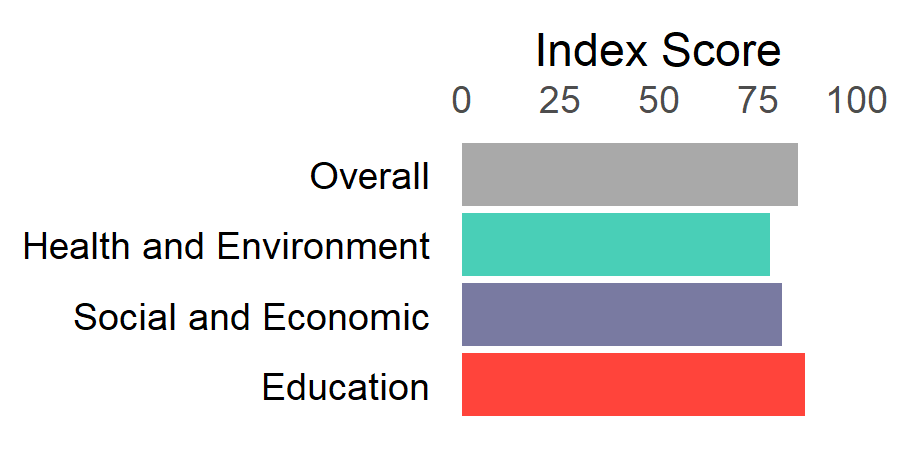 Index Score
0 25 50 75 100
Overall
Health and Environment
Social and Economic
Education